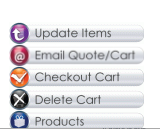 Update Items
Email Quote/Cart
Checkout Cart
Delete Cart
Products